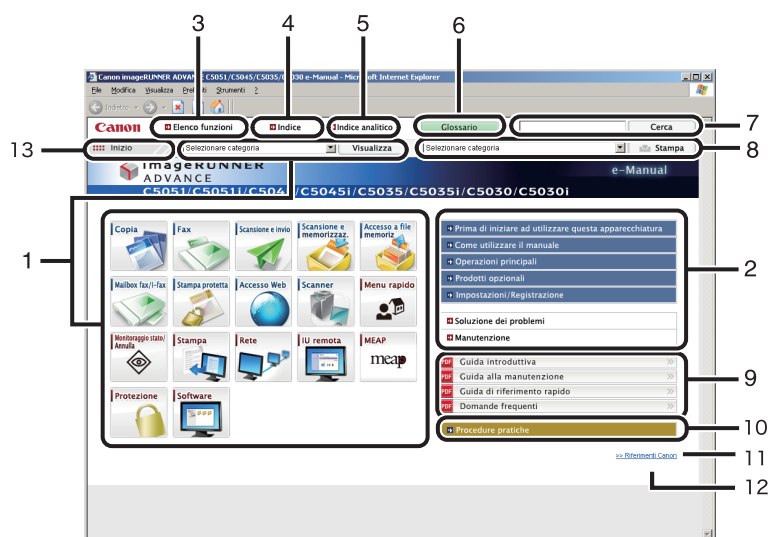 3 4 5 6
Canon imageRUNNER ADVANCE C5051/C5045/C5035/C5030 e-Manual - Microsoft Internet Explorer
File Modifica Visualizza Preferiti Strumenti ?
Indietro
Canon Elenco funzioni Indice Indice analitico Glossario Cerca 7
13 Inizio Selezionare categoria Visualizza Selezionare categoria Stampa 8
imageRUNNER
ADVANCE e-Manual
C5051/C5051i/C5045/C5045i/C5035/C5035i/C5030/C5030i
1
Copia Fax Scansione e invio Scansione e memorizzaz. Accesso a file memoriz
Mailbox fax/I-fax Stampa protetta Accesso Web Scanner Menu rapido
Monitoraggio stato/ Annulla Stampa Rete IU remota MEAP
meap
Protezione Software
Prima di iniziare ad utilizzare questa apparecchiatura
Come utilizzare il manuale
Operazioni principali 2
Prodotti opzionali
Impostazioni/Registrazione
Soluzione dei problemi
Manutenzione
PDF Guida introduttiva
PDF Guida alla manutenzione 9
PDF Guida di riferimento rapido
PDF Domande frequenti
Procedure pratiche 10
>> Riferimenti Canon 11
12